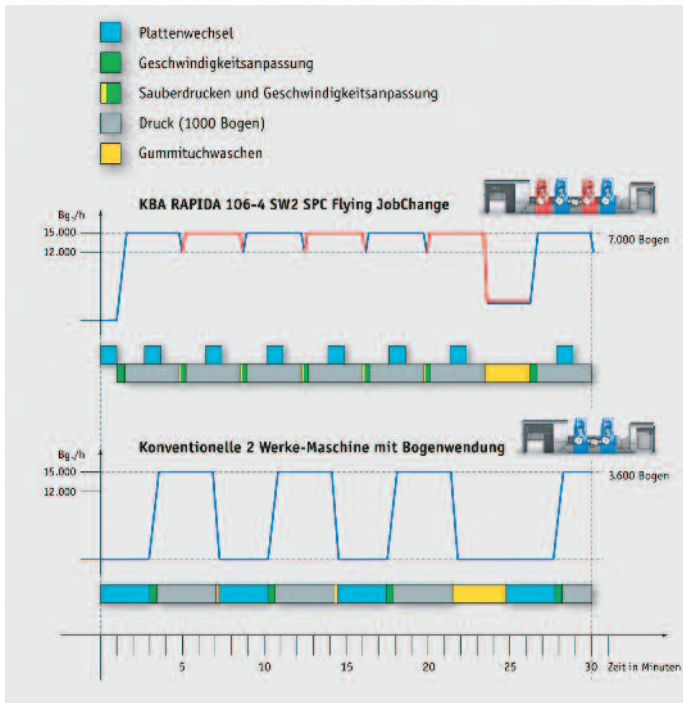 Plattenwechsel
Geschwindigkeitsanpassung
Sauberdrucken und Geschwindigkeitsanpassung
Druck (1000 Bogen)
Gummituchwaschen
KBA RAPIDA 106-4 SW2 SPC Flying JobChange
Bg./h
15.000
12.000
7.000 Bogen
Konventionelle 2 Werke-Maschine mit Bogenwendung
Bg./h
15.000
12.000
3.600 Bogen
5 10 15 20 25 30 Zeit in Minuten